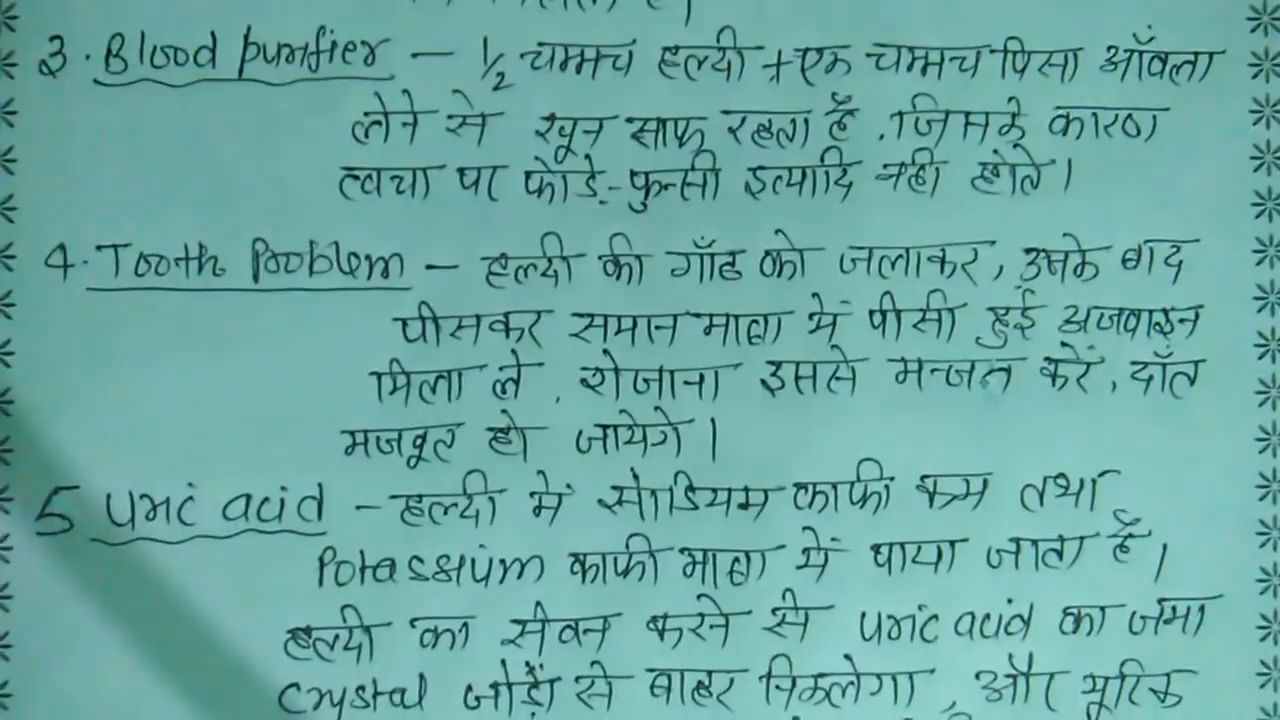 3. Blood purifier - 1/2 चम्मच हल्दी + एक चम्मच पिसा आँवला
लेने से खून साफ रहता है, जिसके कारण
त्वचा पर फोडे-फुन्सी इत्यादि नही होते।
4. Tooth Problem - हल्दी की गाँठ को जलाकर, उसके बाद
पीसकर समान मात्रा में पीसी हुई अजवाइन
मिला ले, रोजाना इससे मन्जन करें, दाँत
मजबूत हो जायेगे।
5 Uric acid - हल्दी में सोडियम काफी कम तथा
Potassium काफी मात्रा में पाया जाता है।
हल्दी का सेवन करने से uric acid का जमा
Crystal जोड़ों से बाहर निकलेगा, और यूरिक